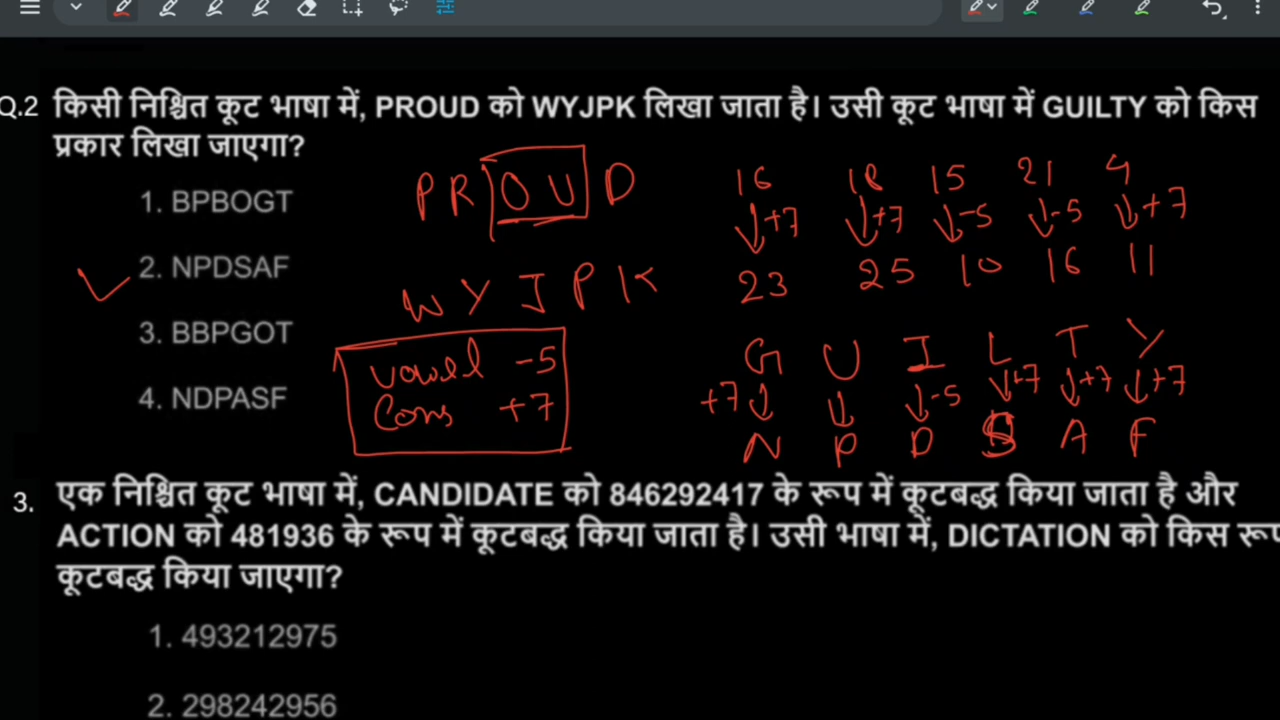 Q.2 किसी निश्चित कूट भाषा में, PROUD को WYJPK लिखा जाता है। उसी कूट भाषा में GUILTY को किस
प्रकार लिखा जाएगा?
1. BPBOGT
2. NPDSAF
3. BBPGOT
4. NDPASF
P R O U D
W Y J P K
vowel -5
Cons +7
16 18 15 21 4
+7 +7 -5 -5 +7
23 25 10 16 11
G U I L T Y
+7 -5 +7 +7 +7
N P D S A F
3. एक निश्चित कूट भाषा में, CANDIDATE को 846292417 के रूप में कूटबद्ध किया जाता है और
ACTION को 481936 के रूप में कूटबद्ध किया जाता है। उसी भाषा में, DICTATION को किस रूप
कूटबद्ध किया जाएगा?
1. 493212975
2. 298242956